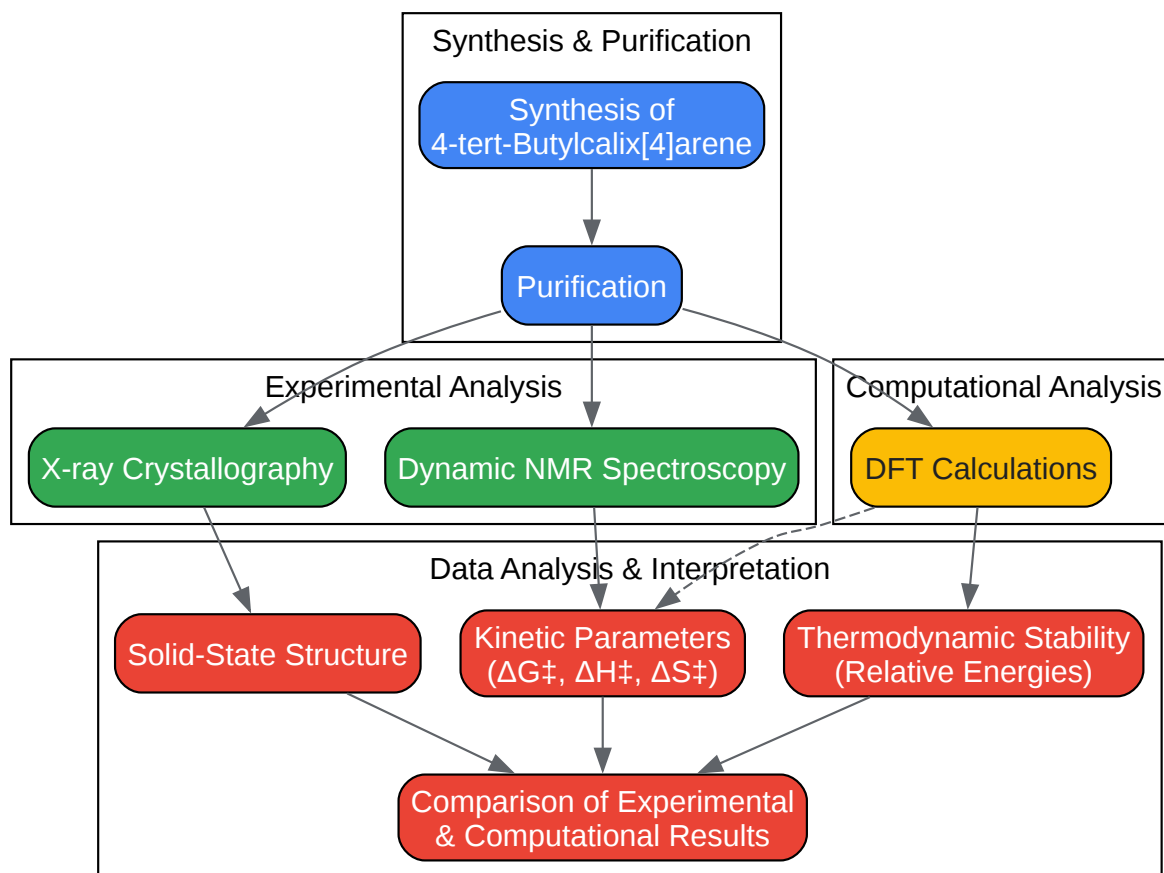 Synthesis & Purification
Synthesis of
4-tert-Butylcalix[4]arene
Purification
Experimental Analysis
Computational Analysis
X-ray Crystallography
Dynamic NMR Spectroscopy
DFT Calculations
Data Analysis & Interpretation
Solid-State Structure
Kinetic Parameters
(ΔG‡, ΔH‡, ΔS‡)
Thermodynamic Stability
(Relative Energies)
Comparison of Experimental
& Computational Results